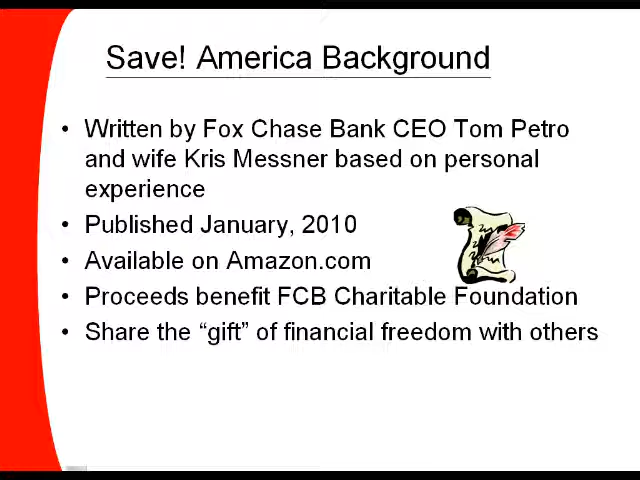 Save! America Background
• Written by Fox Chase Bank CEO Tom Petro
and wife Kris Messner based on personal
experience
• Published January, 2010
• Available on Amazon.com
• Proceeds benefit FCB Charitable Foundation
• Share the “gift” of financial freedom with others